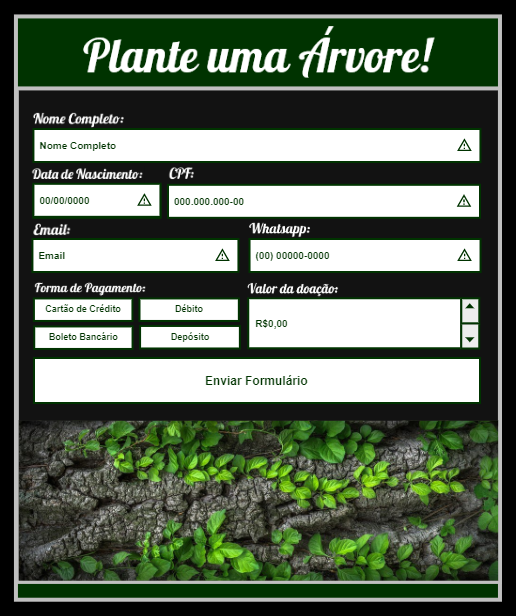 Plante uma Árvore!
Nome Completo:
Nome Completo
Data de Nascimento: CPF:
00/00/0000 000.000.000-00
Email: Whatsapp:
Email (00) 00000-0000
Forma de Pagamento: Valor da doação:
Cartão de Crédito Débito
R$0,00
Boleto Bancàrio Depósito
Enviar Formulário